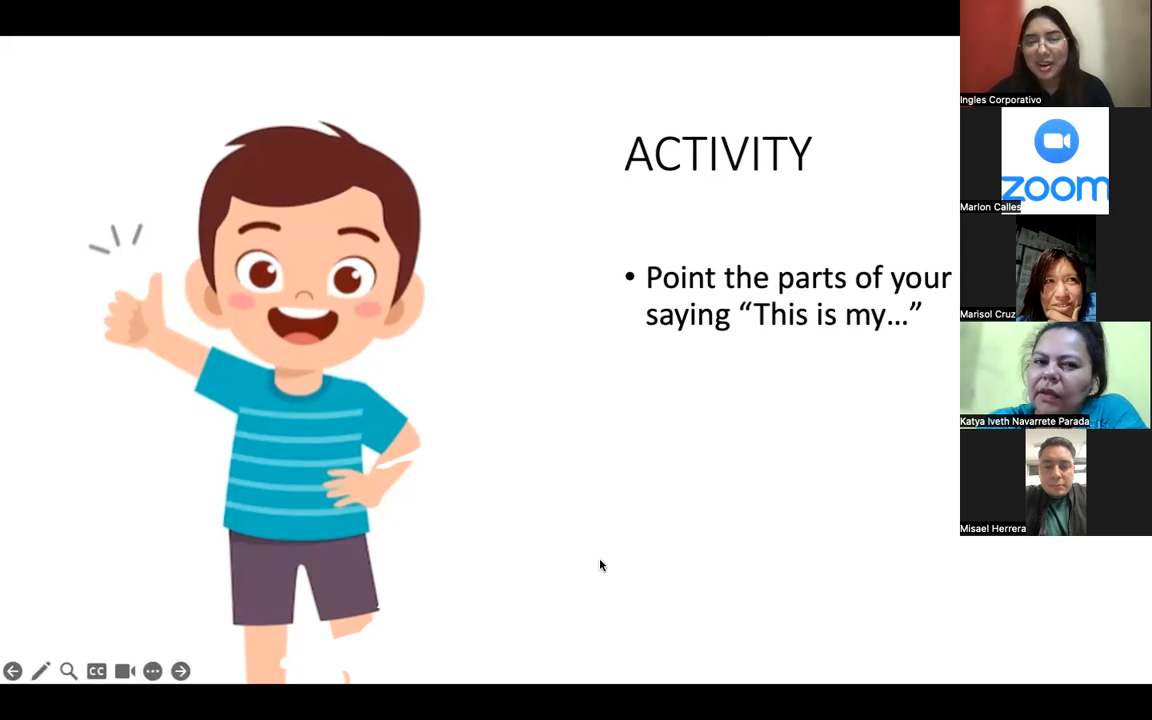 ACTIVITY
• Point the parts of your
saying “This is my...”
Ingles Corporativo
zoom
Marlon Calles
Marisol Cruz
Katya Iveth Navarrete Parada
Misael Herrera
CC